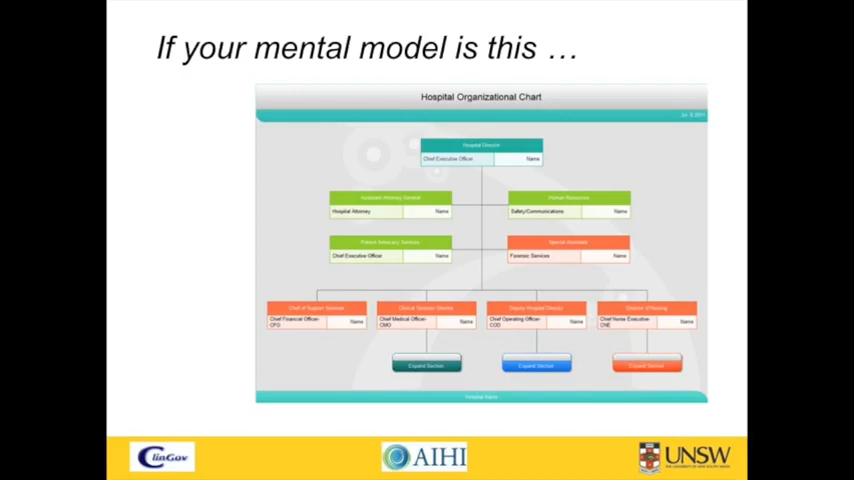 If your mental model is this …
Hospital Organizational Chart
Hospital Director
Chief Executive Officer Name
Assistant Attorney General
Hospital Attorney Name
Human Resources
Safety/Communications Name
Patient Advocacy Services
Chief Executive Officer Name
Special Assistant
Forensic Services Name
Chief of Support Services
Chief Financial Officer-
CFO
Name
Clinical Services Director
Chief Medical Officer-
CMO
Name
Deputy Hospital Director
Chief Operating Officer-
COO
Name
Director of Nursing
Chief Nurse Executive-
CNE
Name
Expand Section
Expand Section
Expand Section
Hospital Name
ClinGov
AIHI
UNSW